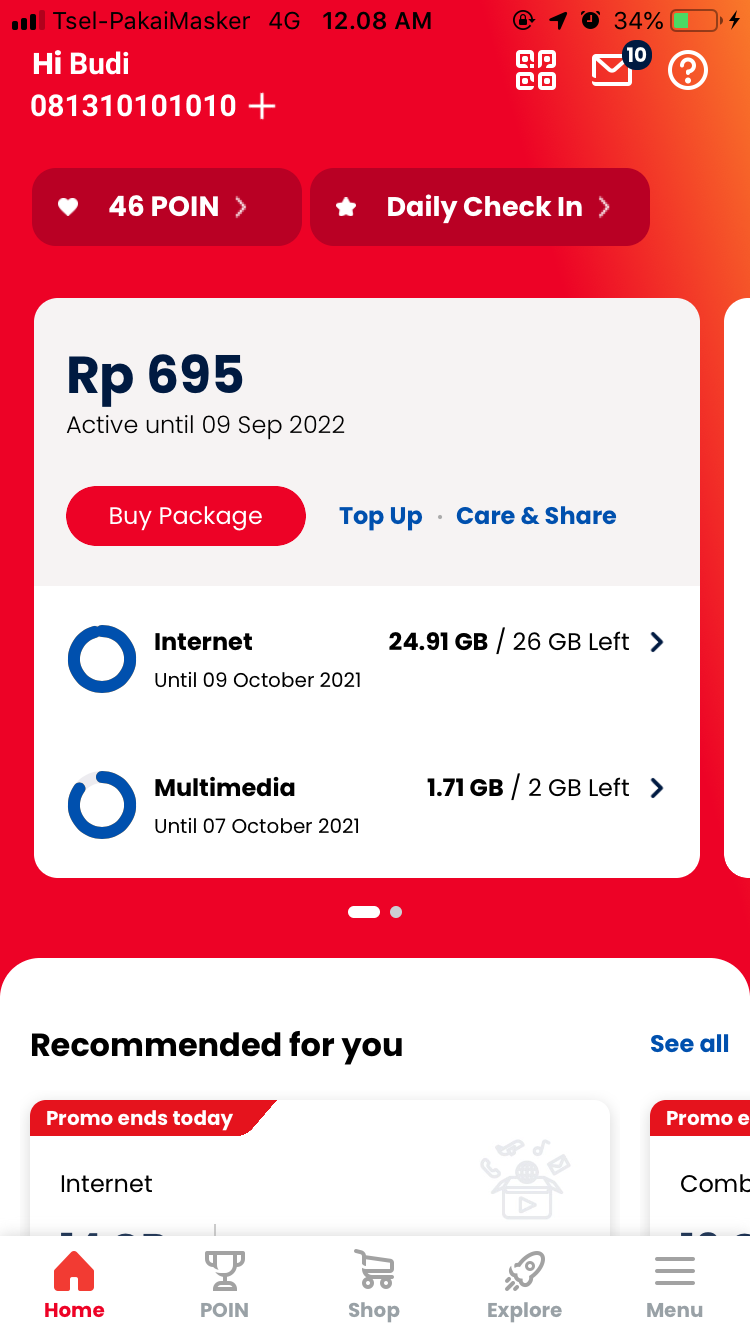 Tsel-PakaiMasker 4G 12.08 AM 34%
Hi Budi
10
081310101010
46 POIN
Daily Check In
Rp 695
Active until 09 Sep 2022
Buy Package
Top Up · Care & Share
Internet 24.91 GB / 26 GB Left
Until 09 October 2021
Multimedia 1.71 GB / 2 GB Left
Until 07 October 2021
Recommended for you See all
Promo ends today Promo e
Internet Comb
Home POIN Shop Explore Menu